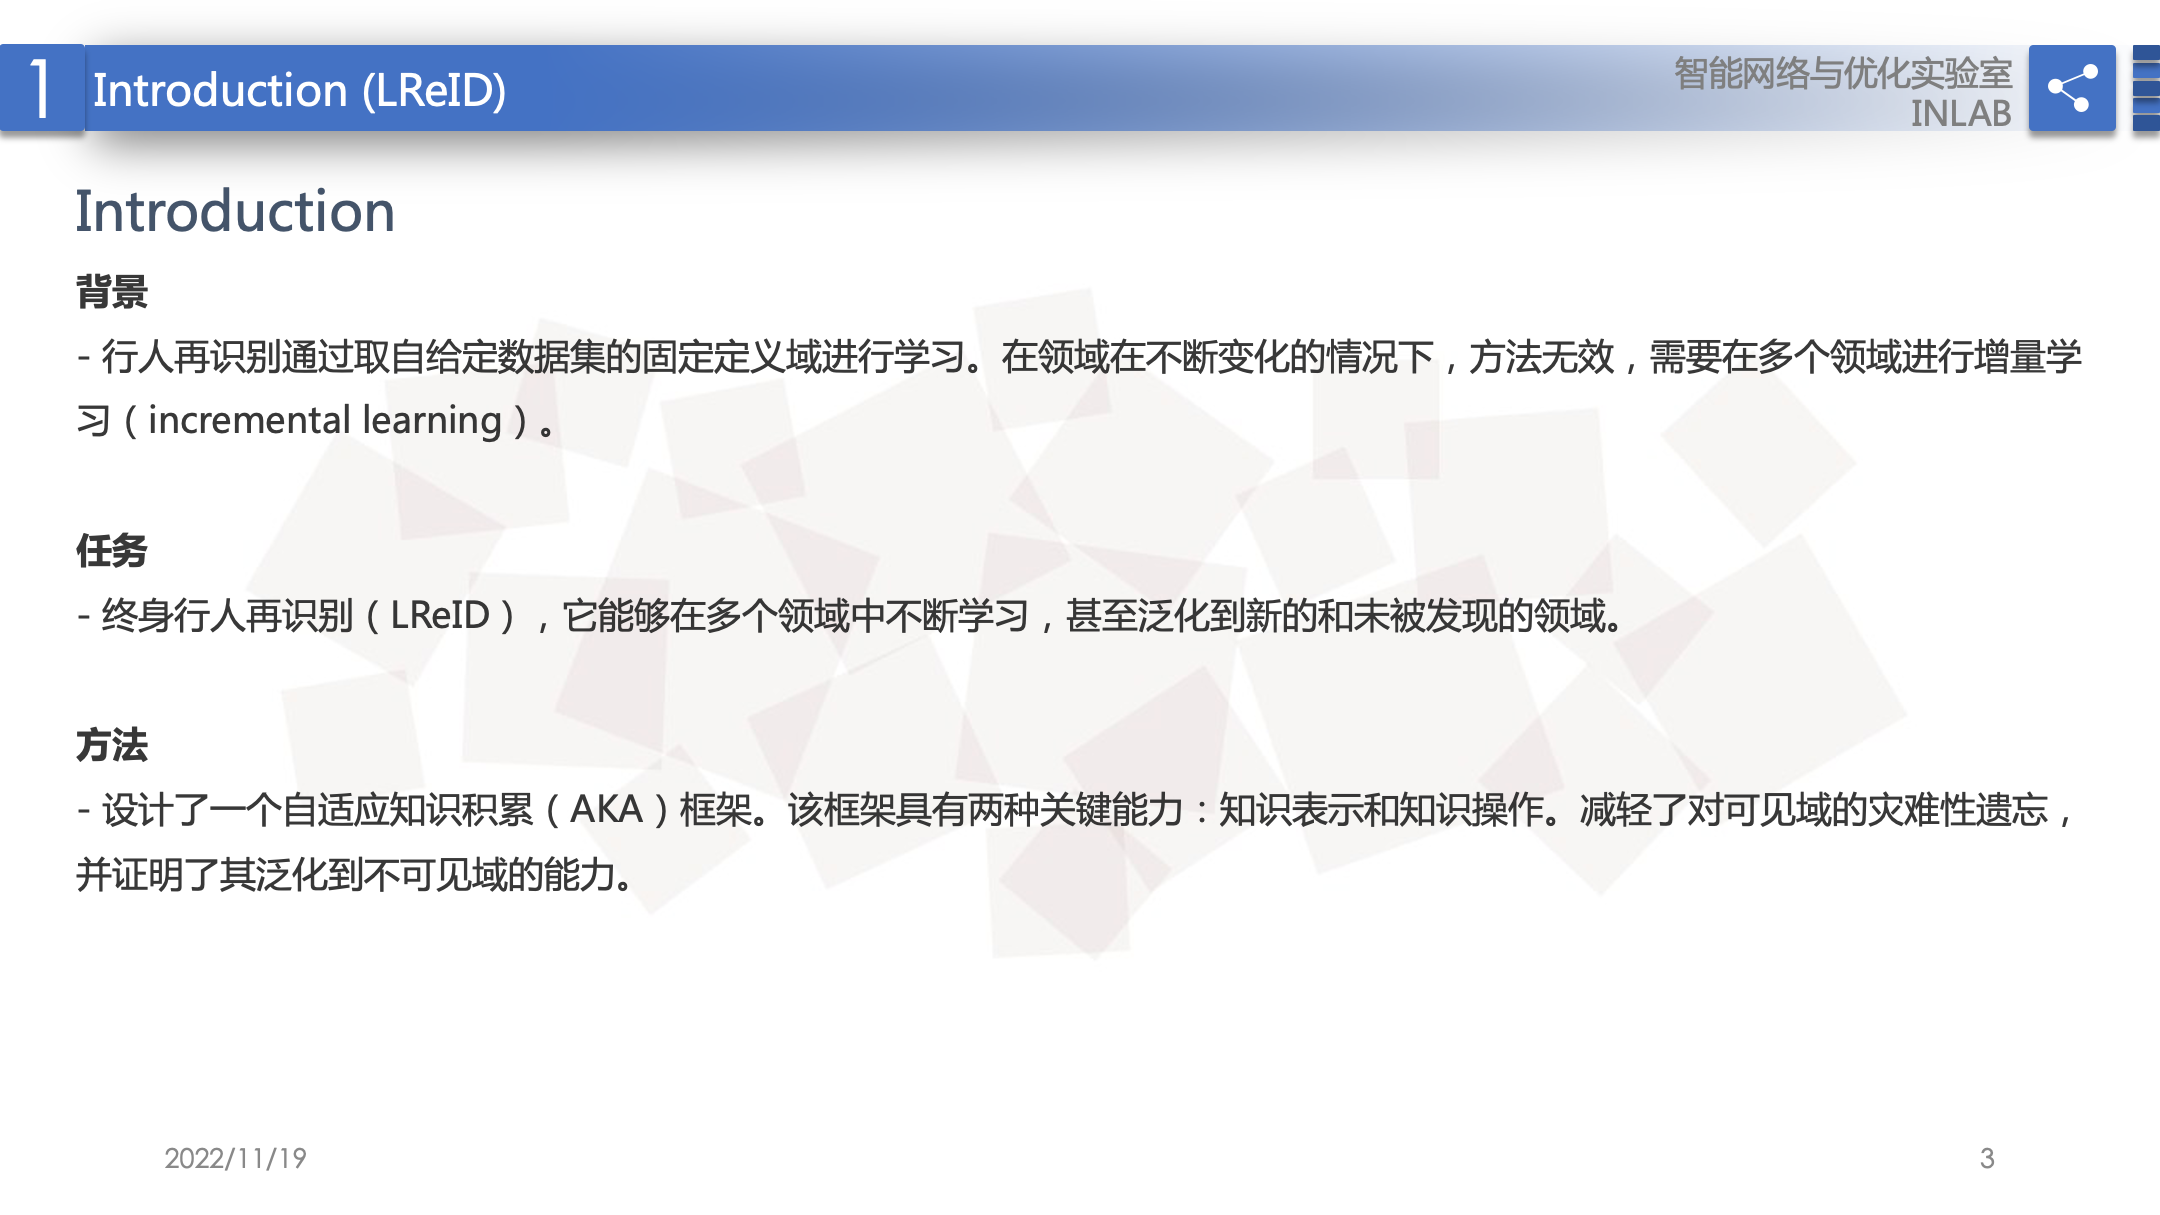 1
Introduction (LReID)
智能网络与优化实验室
INLAB
Introduction
背景
- 行人再识别通过取自给定数据集的固定定义域进行学习。在领域在不断变化的情况下，方法无效，需要在多个领域进行增量学
习（incremental learning）。
任务
- 终身行人再识别（LReID），它能够在多个领域中不断学习，甚至泛化到新的和未被发现的领域。
方法
- 设计了一个自适应知识积累（AKA）框架。该框架具有两种关键能力：知识表示和知识操作。减轻了对可见域的灾难性遗忘，
并证明了其泛化到不可见域的能力。
2022/11/19
3